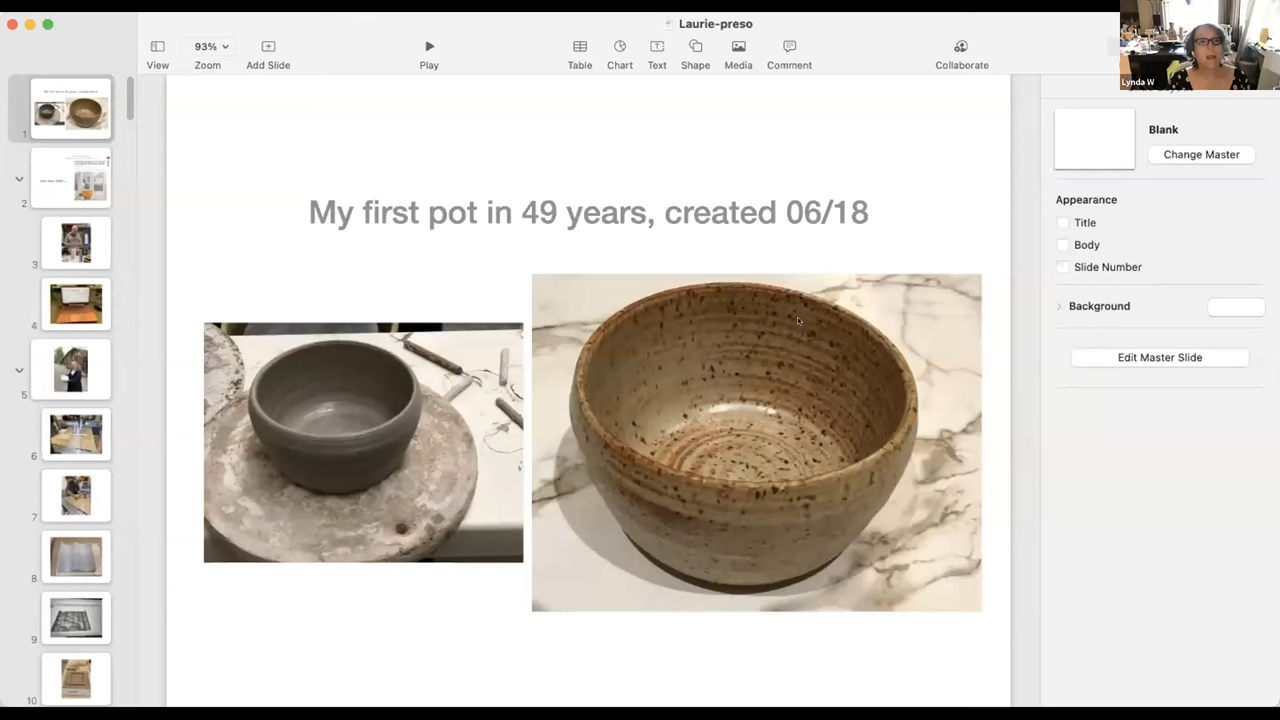 Laurie-preso
93%
View
Zoom
Add Slide
Play
Table
Chart
Text
Shape
Media
Comment
Collaborate
Lynda W
1
2
3
4
5
6
7
8
9
10
My first pot in 49 years, created 06/18
Blank
Change Master
Appearance
Title
Body
Slide Number
Background
Edit Master Slide